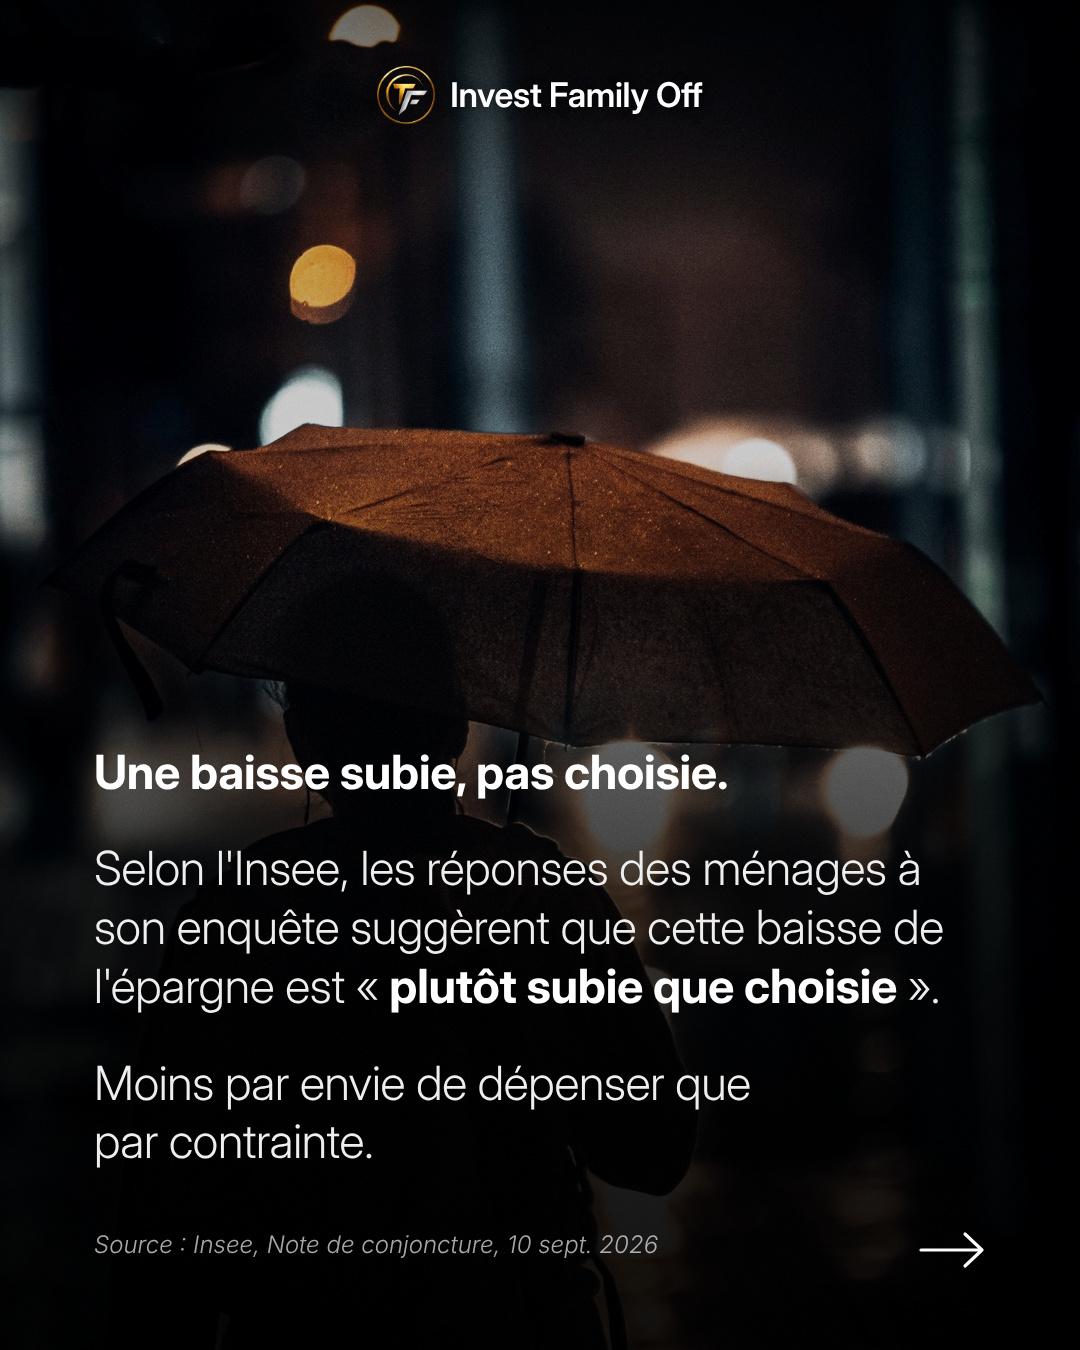 TF Invest Family Off
Une baisse subie, pas choisie.
Selon l'Insee, les réponses des ménages à
son enquête suggèrent que cette baisse de
l'épargne est « plutôt subie que choisie ».
Moins par envie de dépenser que
par contrainte.
Source : Insee, Note de conjoncture, 10 sept. 2026